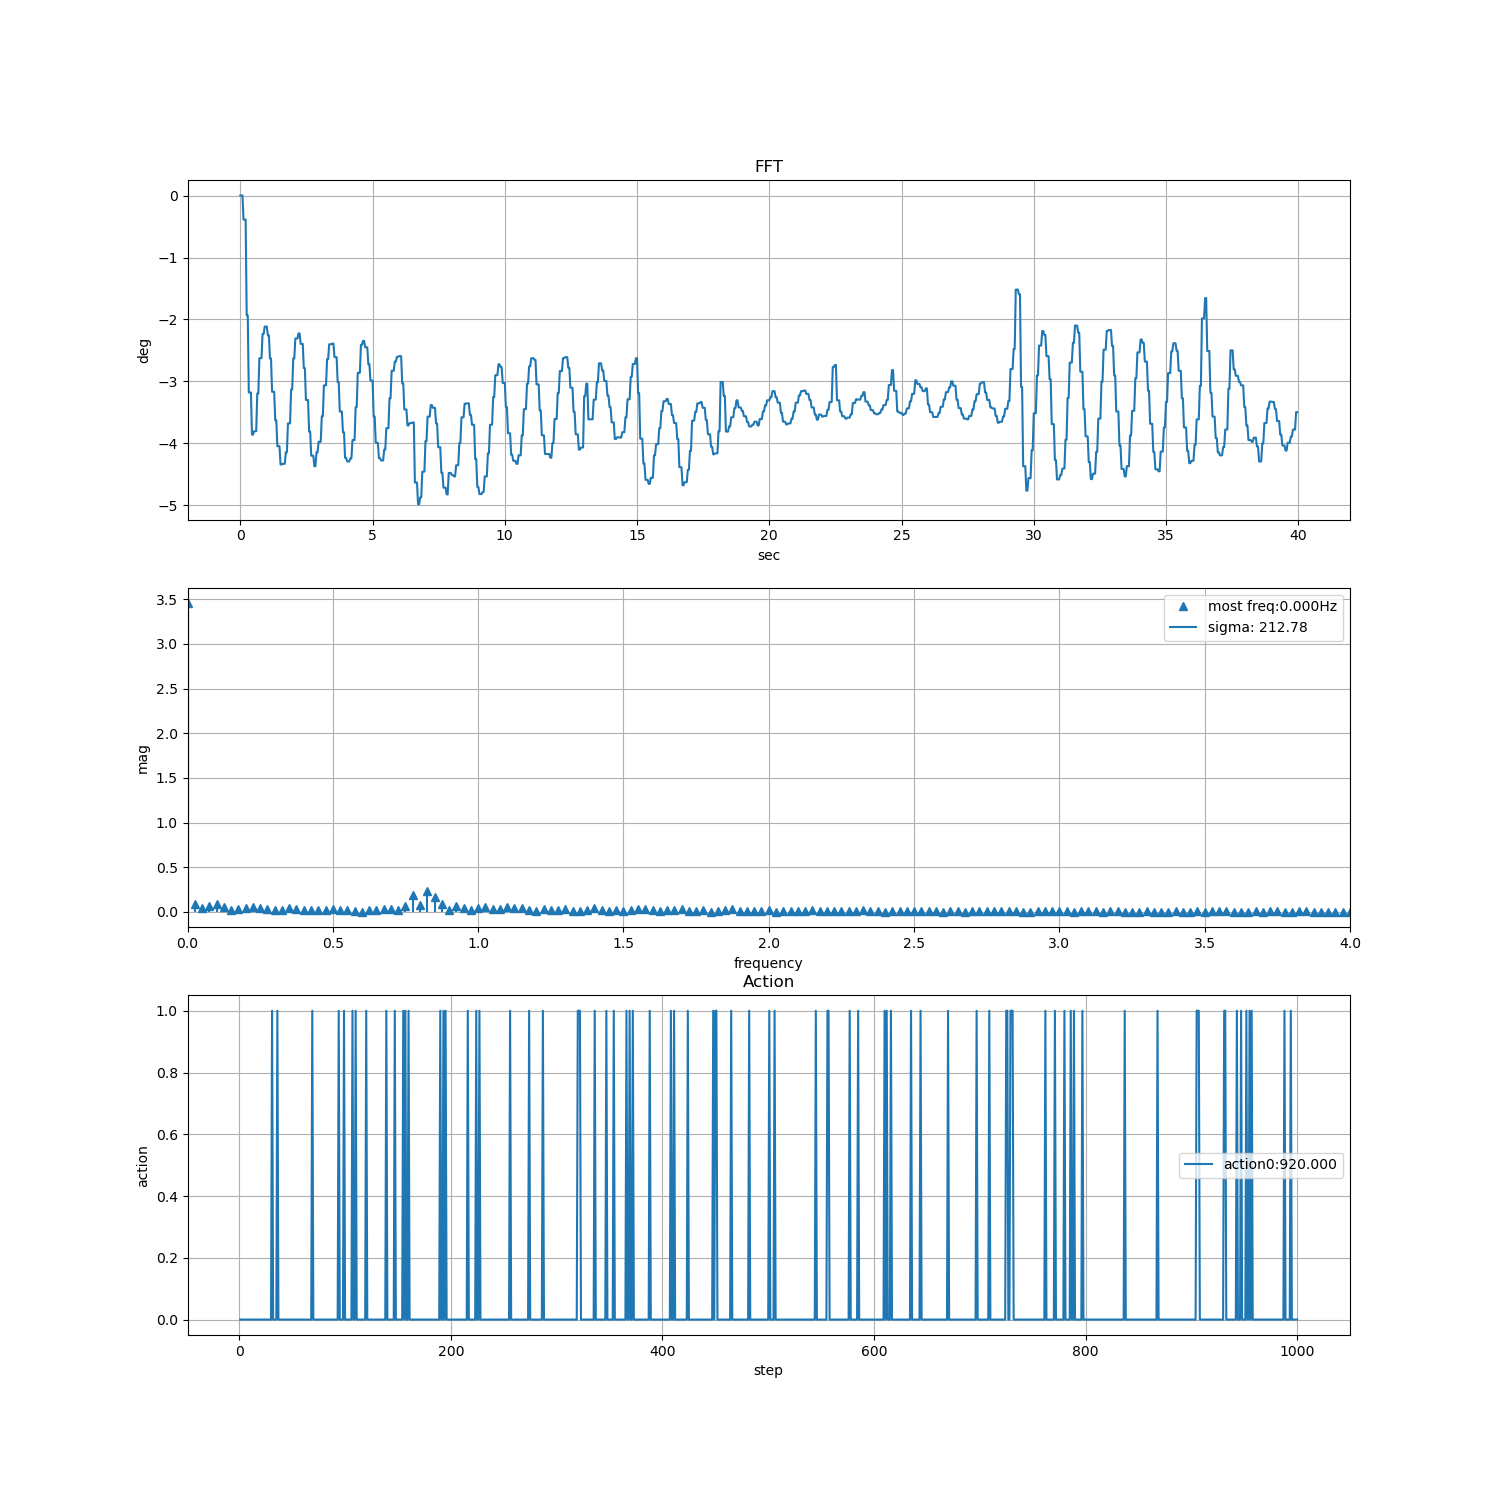 FFT
0
−1
−2
−3
−4
−5
deg
0 5 10 15 20 25 30 35 40
sec
3.5
3.0
2.5
2.0
1.5
1.0
0.5
0.0
mag
most freq:0.000Hz
sigma: 212.78
0.0 0.5 1.0 1.5 2.0 2.5 3.0 3.5 4.0
frequency
Action
1.0
0.8
0.6
0.4
0.2
0.0
action
action0:920.000
0 200 400 600 800 1000
step